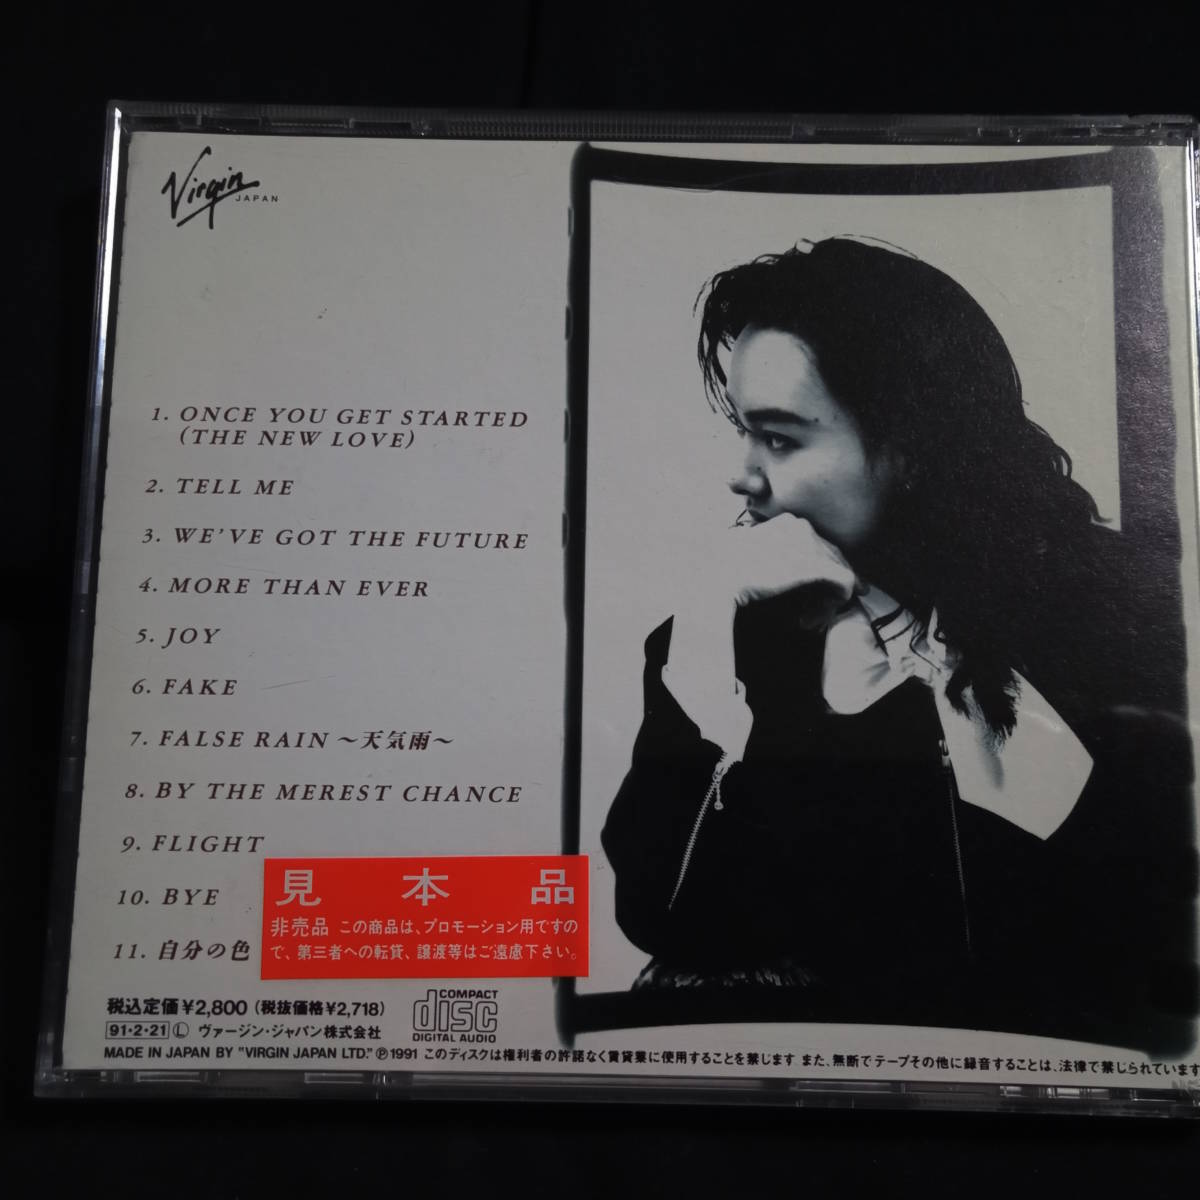 Virgin
JAPAN
1. ONCE YOU GET STARTED
(THE NEW LOVE)
2. TELL ME
3. WE'VE GOT THE FUTURE
4. MORE THAN EVER
5. JOY
6. FAKE
7. FALSE RAIN ～天気雨～
8. BY THE MEREST CHANCE
9. FLIGHT
10. BYE
11. 自分の色
見本品
非売品 この商品は、プロモーション用ですの
で、第三者への転貸、譲渡等はご遠慮下さい。
税込定価¥2,800（税抜価格¥2,718）
91・2・21 Ⓛ ヴァージン・ジャパン株式会社
COMPACT
disc
DIGITAL AUDIO
MADE IN JAPAN BY "VIRGIN JAPAN LTD." Ⓟ1991 このディスクは権利者の許諾なく賃貸業に使用することを禁じます また、無断でテープその他に録音することは、法律で禁じられています